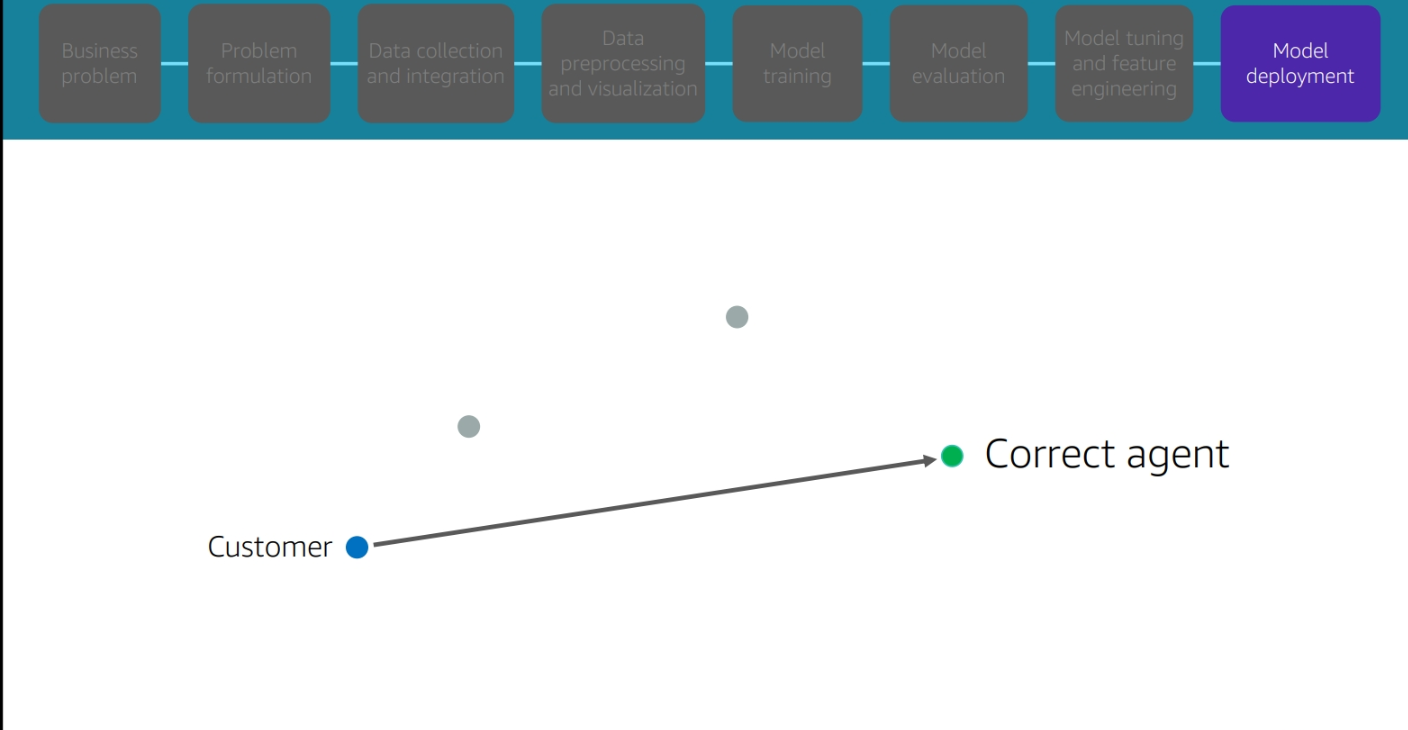 Business
problem
Problem
formulation
Data collection
and integration
Data
preprocessing
and visualization
Model
training
Model
evaluation
Model tuning
and feature
engineering
Model
deployment
Correct agent
Customer